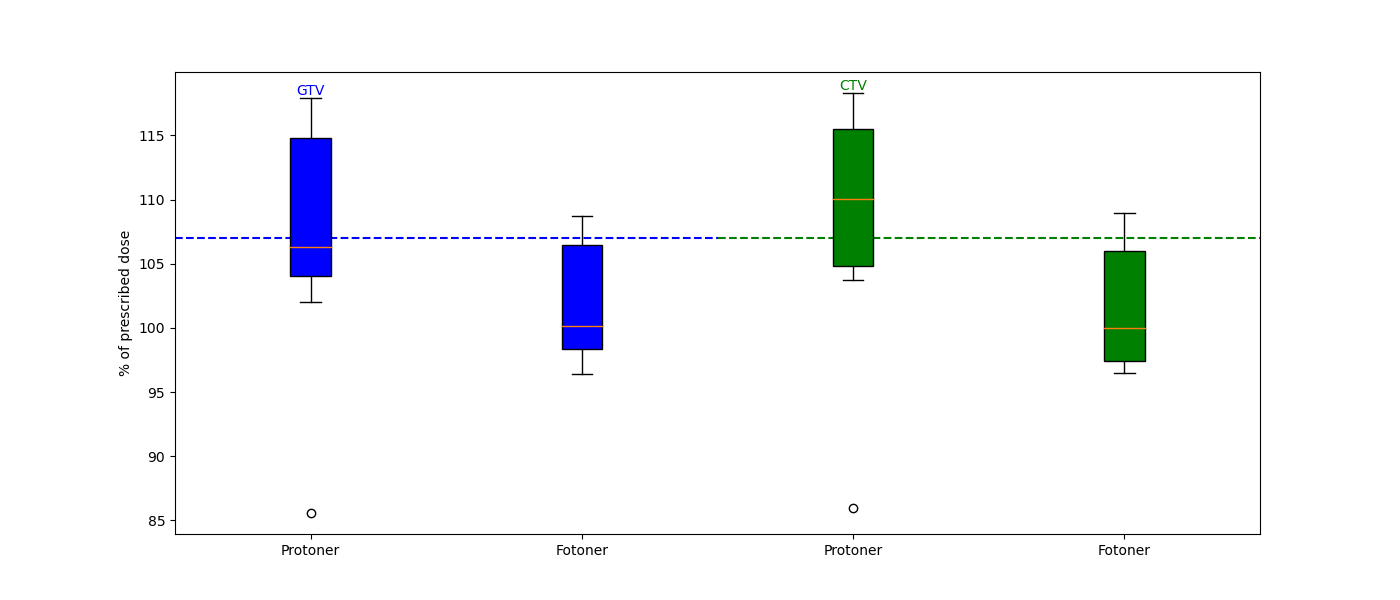 GTV
CTV
% of prescribed dose
115
110
105
100
95
90
85
Protoner
Fotoner
Protoner
Fotoner